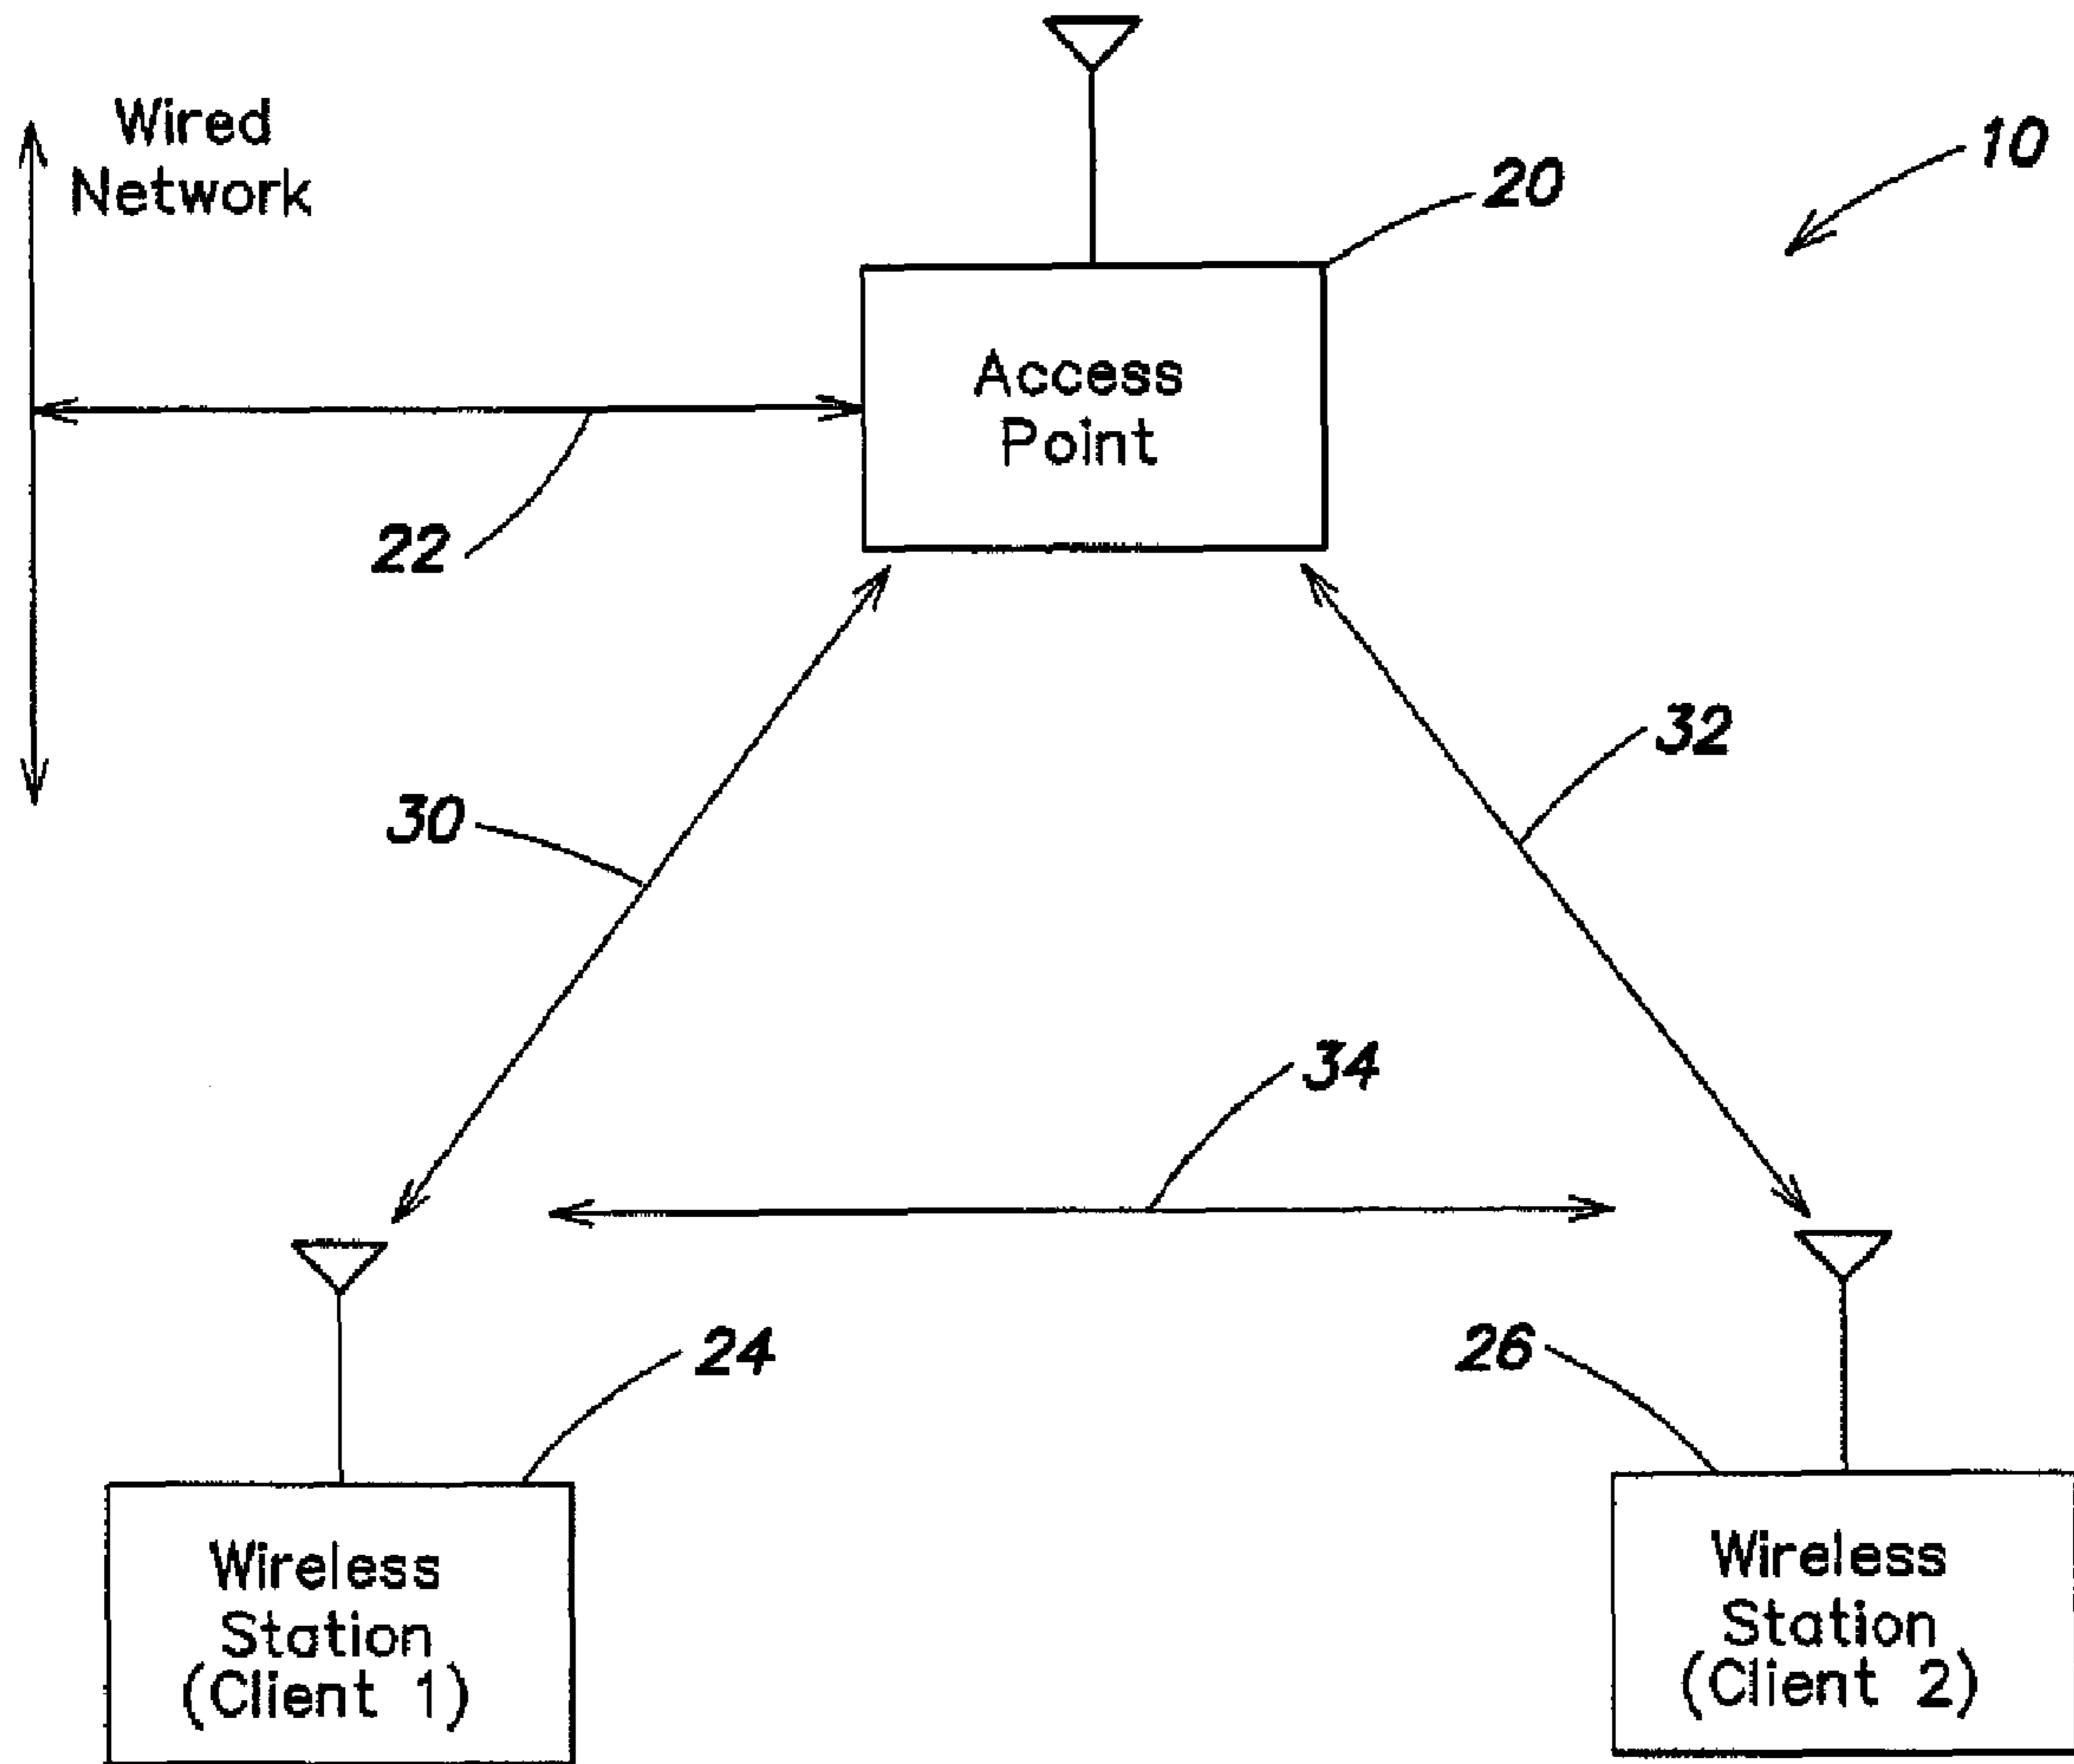 Wired
Network
10
20
Access
Point
22
32
30
34
24
26
Wireless
Station
(Client 1)
Wireless
Station
(Client 2)